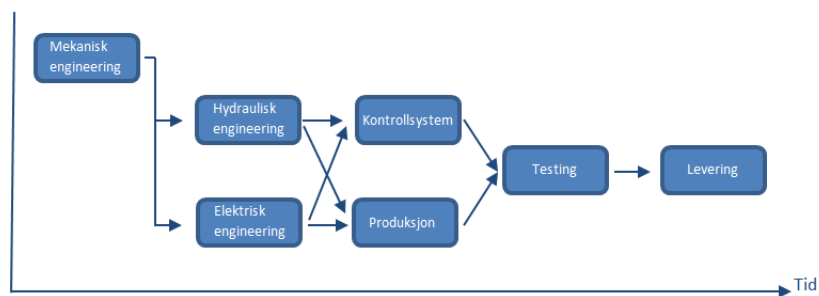 Mekanisk
engineering
Hydraulisk
engineering
Kontrollsystem
Testing
Levering
Elektrisk
engineering
Produksjon
Tid